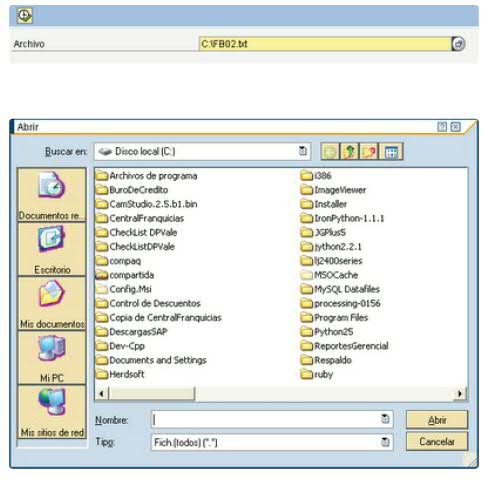 Archivo C:\FB02.txt
Abrir
Buscar en: Disco local (C:)
Documentos re...
Escritorio
Mis documentos
Mi PC
Mis sitios de red
Archivos de programa
BuroDeCredito
CamStudio.2.5.b1.bin
CentralFranquicias
CheckList DPVale
CheckListDPVale
compaq
compartida
Config.Msi
Control de Descuentos
Copia de CentralFranquicias
DescargasSAP
Dev-Cpp
Documents and Settings
Herdsoft
i386
ImageViewer
Installer
IronPython-1.1.1
JGPlus5
jython2.2.1
lj2400series
MSOCache
MySQL Datafiles
processing-0156
Program Files
Python25
ReportesGerencial
Respaldo
ruby
Nombre: Abrir
Tipo: Fich.(todos) (*.*) Cancelar